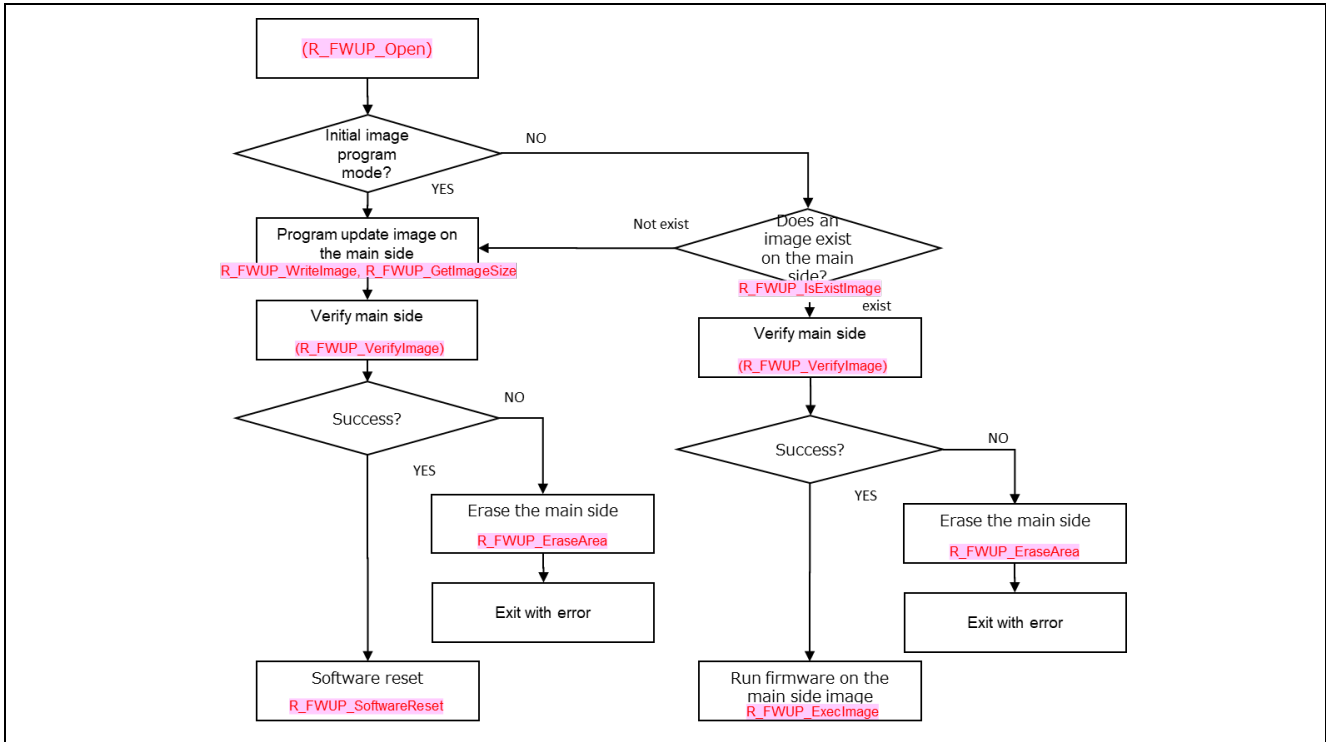 (R_FWUP_Open)
Initial image
program
mode?
NO
YES
Program update image on
the main side
R_FWUP_WriteImage, R_FWUP_GetImageSize
Not exist
Does an
image exist
on the main
side?
R_FWUP_IsExistImage
exist
Verify main side
(R_FWUP_VerifyImage)
Verify main side
(R_FWUP_VerifyImage)
Success?
NO
YES
Success?
NO
YES
Erase the main side
R_FWUP_EraseArea
Exit with error
Erase the main side
R_FWUP_EraseArea
Exit with error
Software reset
R_FWUP_SoftwareReset
Run firmware on the
main side image
R_FWUP_ExecImage